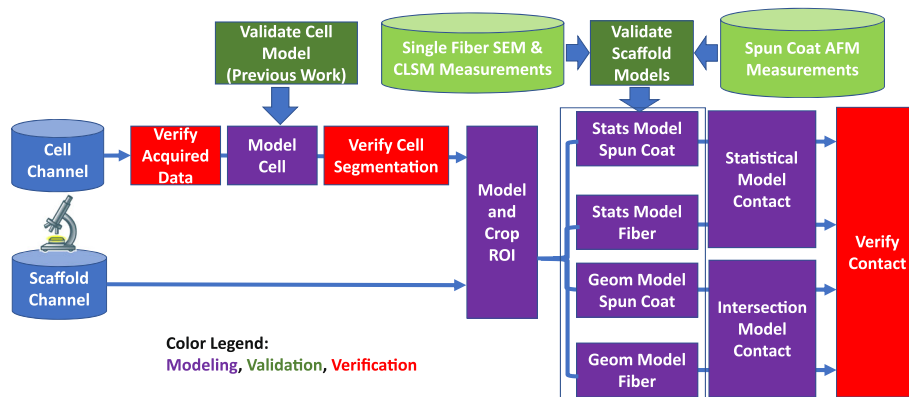 Validate Cell
Model
(Previous Work)
Single Fiber SEM &
CLSM Measurements
Validate
Scaffold
Models
Spun Coat AFM
Measurements
Cell
Channel
Verify
Acquired
Data
Model
Cell
Verify Cell
Segmentation
Model
and
Crop
ROI
Stats Model
Spun Coat
Stats Model
Fiber
Geom Model
Spun Coat
Geom Model
Fiber
Statistical
Model
Contact
Intersection
Model
Contact
Verify
Contact
Scaffold
Channel
Color Legend:
Modeling, Validation, Verification